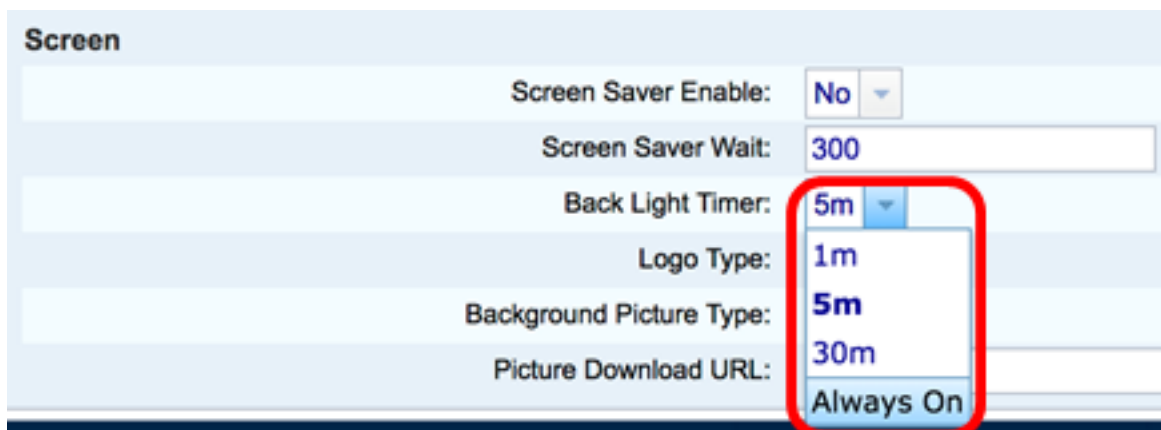 Screen
Screen Saver Enable: No
Screen Saver Wait: 300
Back Light Timer: 5m
Logo Type: 1m
Background Picture Type: 5m
30m
Picture Download URL:
Always On